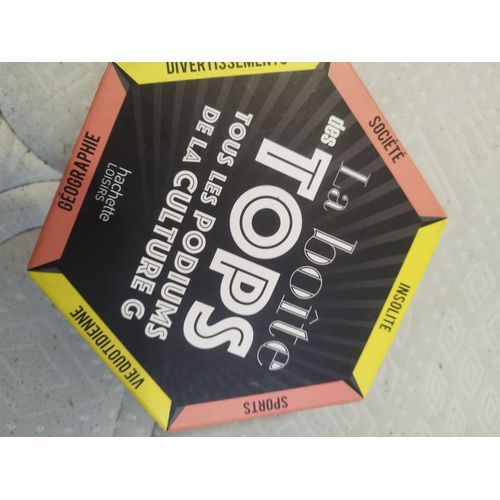 La boîte
des TOPS
TOUS LES PODIUMS
DE LA CULTURE G
hachette
LOISIRS
DIVERTISSEMENTS
SOCIÉTÉ
INSOLITE
SPORTS
VIE QUOTIDIENNE
GÉOGRAPHIE